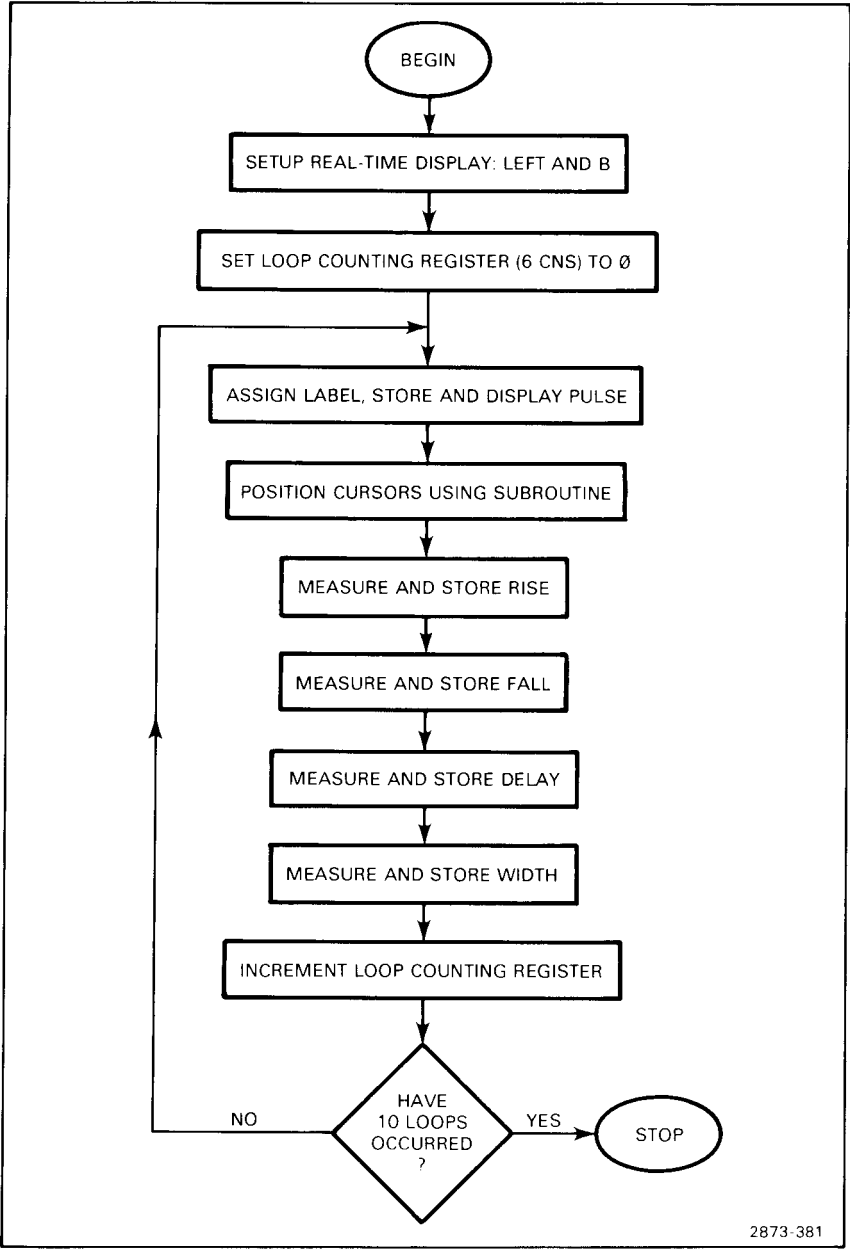 BEGIN
SETUP REAL-TIME DISPLAY: LEFT AND B
SET LOOP COUNTING REGISTER (6 CNS) TO Ø
ASSIGN LABEL, STORE AND DISPLAY PULSE
POSITION CURSORS USING SUBROUTINE
MEASURE AND STORE RISE
MEASURE AND STORE FALL
MEASURE AND STORE DELAY
MEASURE AND STORE WIDTH
INCREMENT LOOP COUNTING REGISTER
HAVE
10 LOOPS
OCCURRED
?
NO
YES
STOP
2873-381